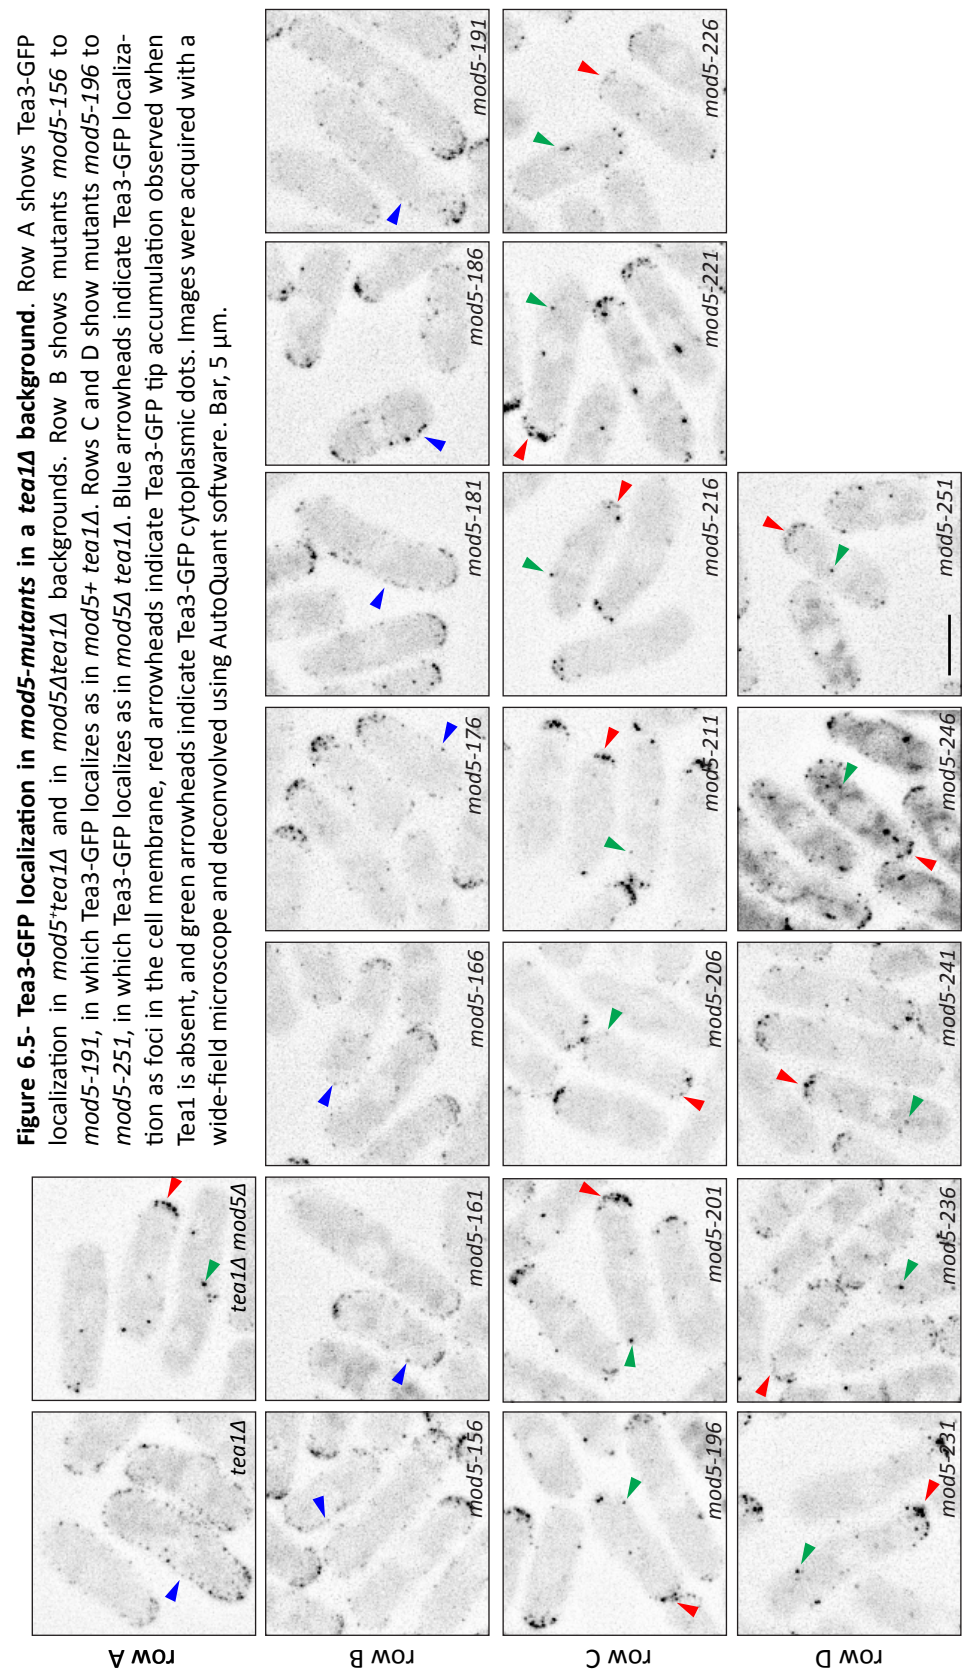 Figure 6.5- Tea3-GFP localization in mod5-mutants in a tea1Δ background. Row A shows Tea3-GFP
localization in mod5⁺tea1Δ and in mod5Δtea1Δ backgrounds. Row B shows mutants mod5-156 to
mod5-191, in which Tea3-GFP localizes as in mod5+ tea1Δ. Rows C and D show mutants mod5-196 to
mod5-251, in which Tea3-GFP localizes as in mod5Δ tea1Δ. Blue arrowheads indicate Tea3-GFP localiza-
tion as foci in the cell membrane, red arrowheads indicate Tea3-GFP tip accumulation observed when
Tea1 is absent, and green arrowheads indicate Tea3-GFP cytoplasmic dots. Images were acquired with a
wide-field microscope and deconvolved using AutoQuant software. Bar, 5 μm.
row A
tea1Δ
tea1Δ mod5Δ
row B
mod5-156
mod5-161
mod5-166
mod5-176
mod5-181
mod5-186
mod5-191
row C
mod5-196
mod5-201
mod5-206
mod5-211
mod5-216
mod5-221
mod5-226
row D
mod5-231
mod5-236
mod5-241
mod5-246
mod5-251